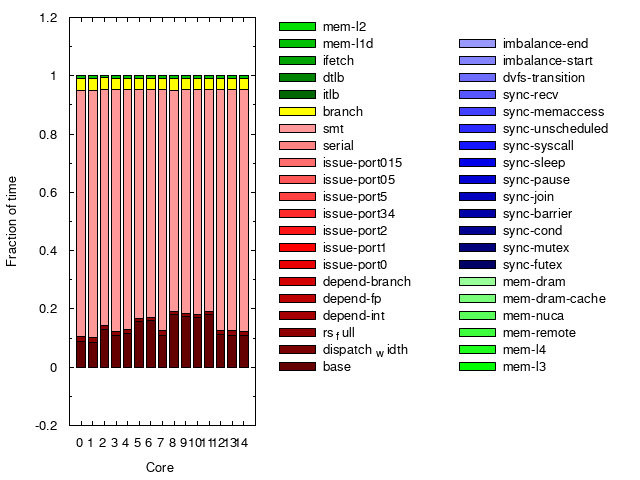 1.2
1
0.8
0.6
0.4
0.2
0
-0.2
Fraction of time
0 1 2 3 4 5 6 7 8 9 10 11 12 13 14
Core
mem-l2
mem-l1d
ifetch
dtlb
itlb
branch
smt
serial
issue-port015
issue-port05
issue-port5
issue-port34
issue-port2
issue-port1
issue-port0
depend-branch
depend-fp
depend-int
rs_full
dispatch_width
base
imbalance-end
imbalance-start
dvfs-transition
sync-recv
sync-memaccess
sync-unscheduled
sync-syscall
sync-sleep
sync-pause
sync-join
sync-barrier
sync-cond
sync-mutex
sync-futex
mem-dram
mem-dram-cache
mem-nuca
mem-remote
mem-l4
mem-l3